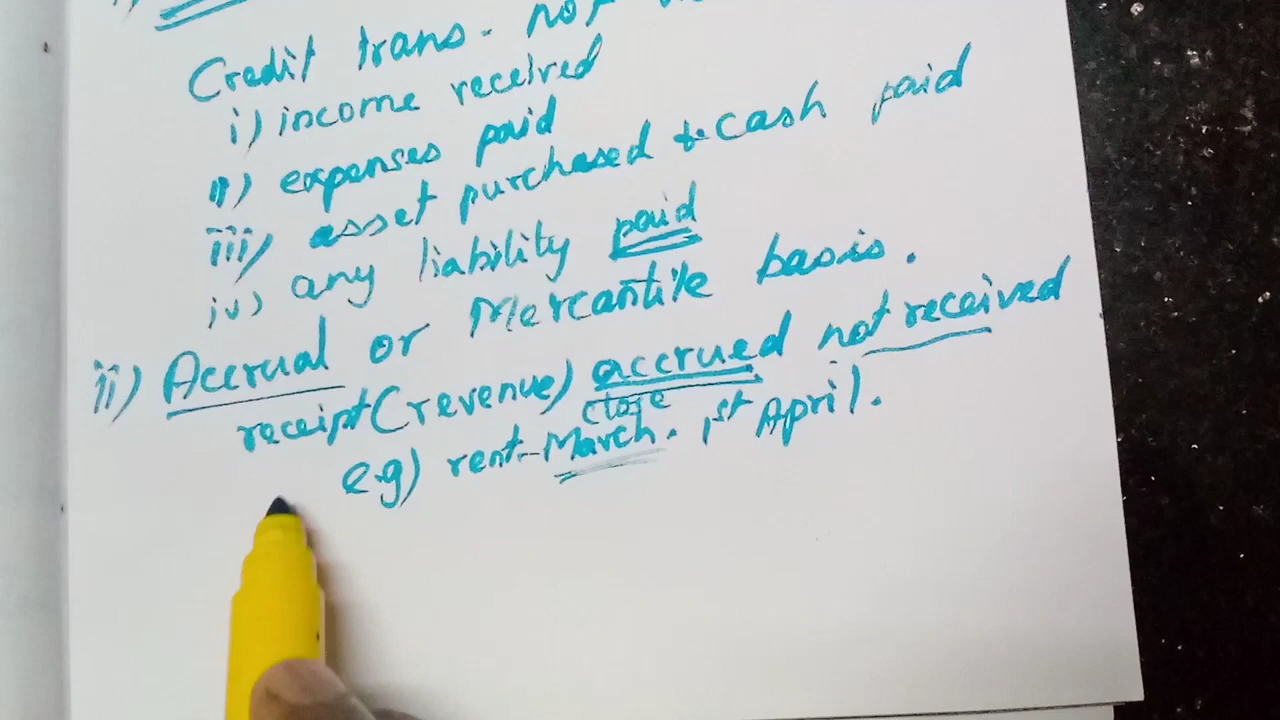 Credit trans. not
i) income received
ii) expenses paid
iii) asset purchased & cash paid
iv) any liability paid
ii) Accrual or Mercantile basis.
receipt (revenue) accrued not received
close
e.g) rent - March. 1st April.